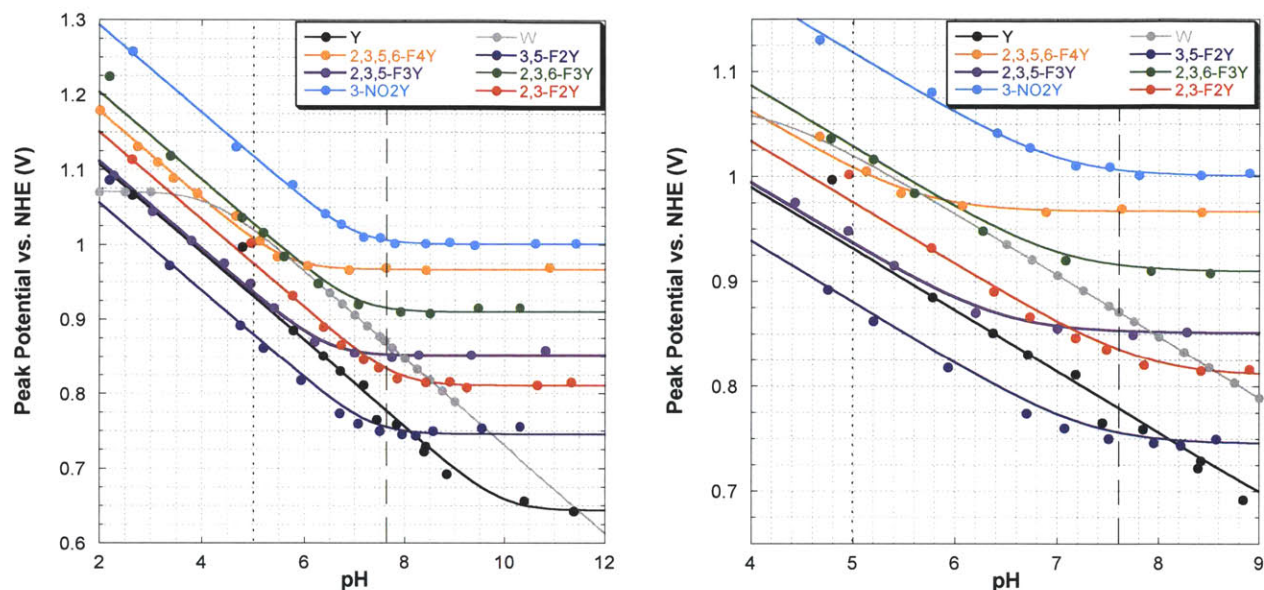 1.3
1.2
1.1
1
0.9
0.8
0.7
0.6
Peak Potential vs. NHE (V)
2
4
6
8
10
12
pH
Y
W
2,3,5,6-F4Y
3,5-F2Y
2,3,5-F3Y
2,3,6-F3Y
3-NO2Y
2,3-F2Y
1.1
1
0.9
0.8
0.7
Peak Potential vs. NHE (V)
4
5
6
7
8
9
pH
Y
W
2,3,5,6-F4Y
3,5-F2Y
2,3,5-F3Y
2,3,6-F3Y
3-NO2Y
2,3-F2Y